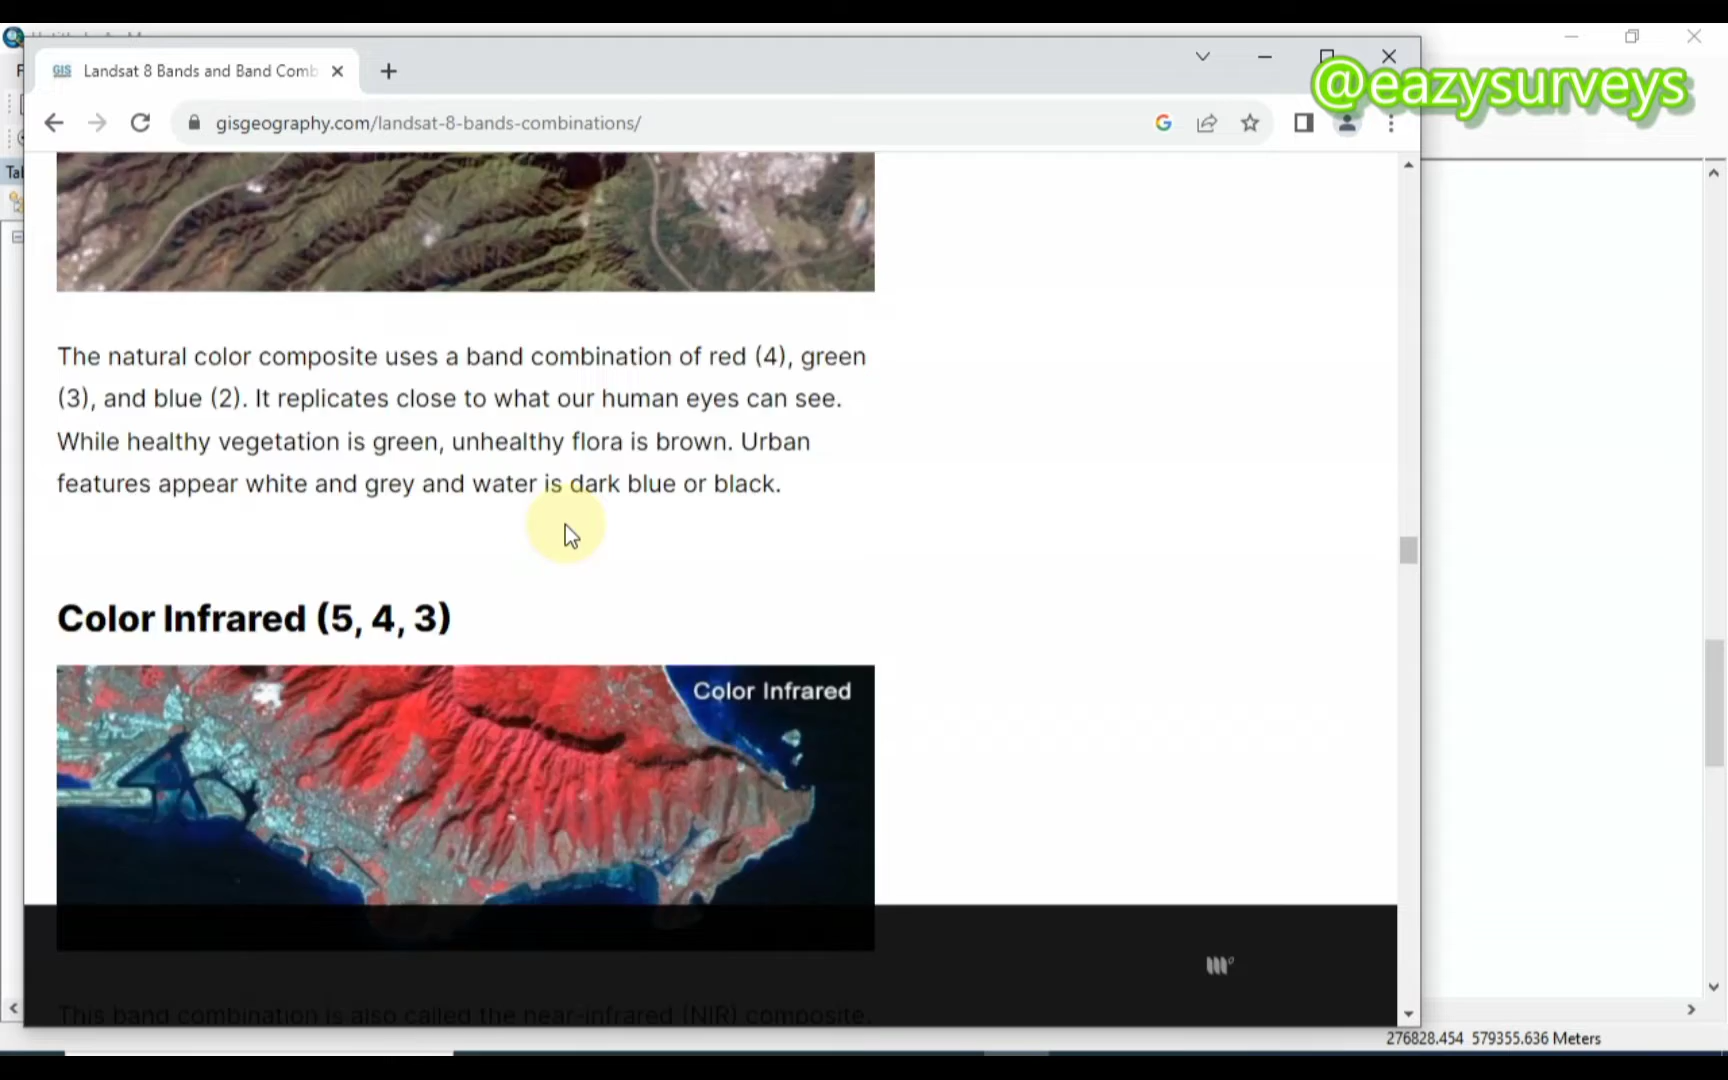 @eazysurveys
Landsat 8 Bands and Band Comb
gisgeography.com/landsat-8-bands-combinations/
Tab
The natural color composite uses a band combination of red (4), green
(3), and blue (2). It replicates close to what our human eyes can see.
While healthy vegetation is green, unhealthy flora is brown. Urban
features appear white and grey and water is dark blue or black.
Color Infrared (5, 4, 3)
Color Infrared
This band combination is also called the near-infrared (NIR) composite.
276828.454 579355.636 Meters